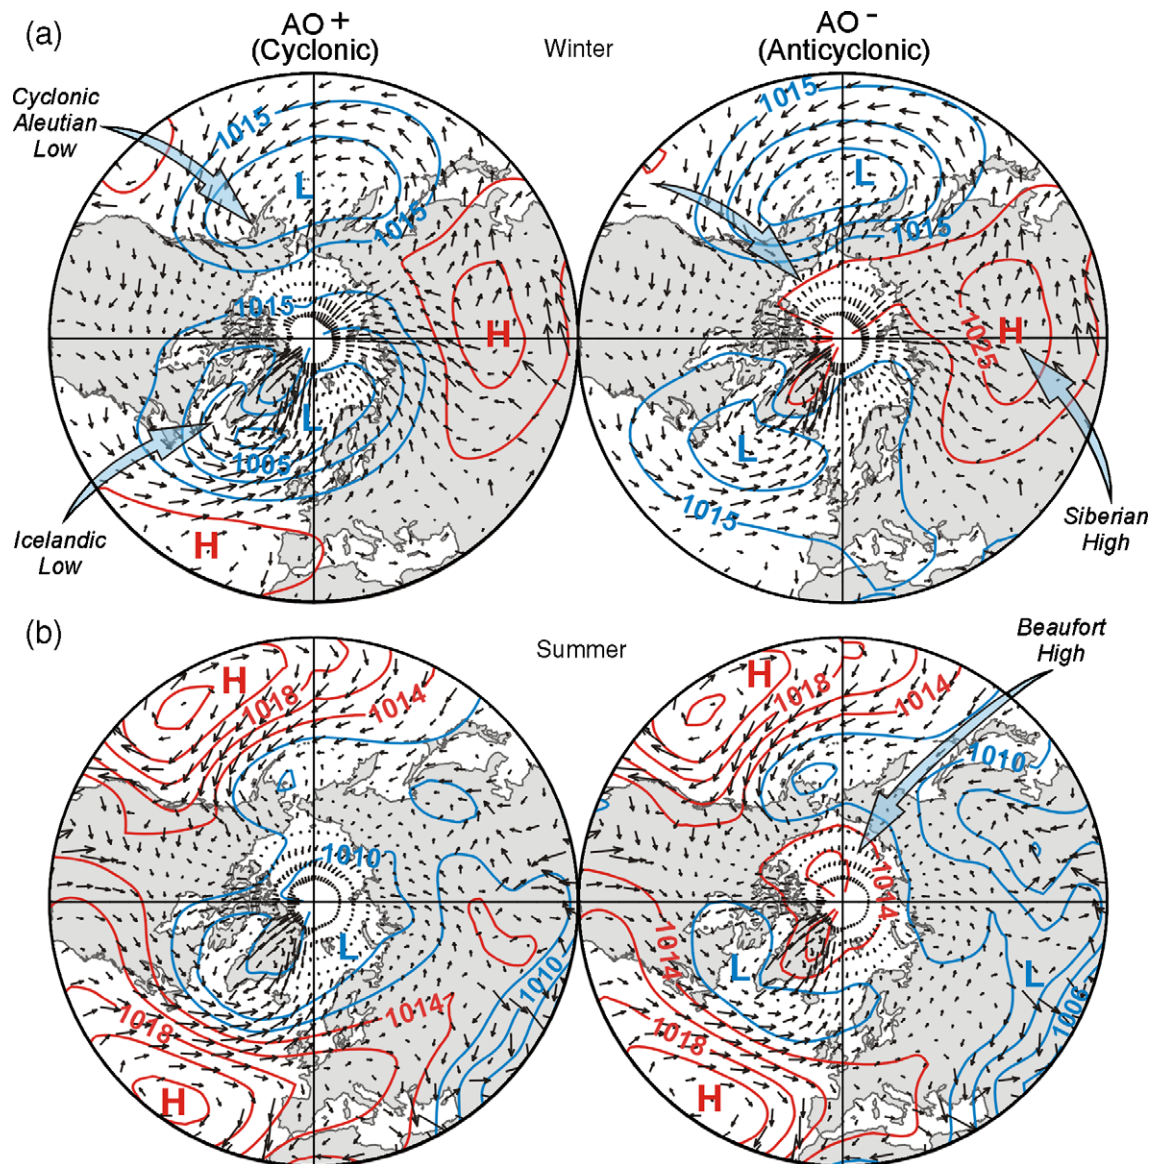 (a)
AO+
(Cyclonic)
Winter
AO-
(Anticyclonic)
Cyclonic
Aleutian
Low
1015
L
1015
1015
H
L
1005
H
Icelandic
Low
1015
L
1015
1025
H
L
1015
Siberian
High
(b)
Summer
Beaufort
High
H
1018
1014
1010
L
1010
1014
1018
H
H
1018
1014
1010
1014
1014
L
L
1006
1018
H